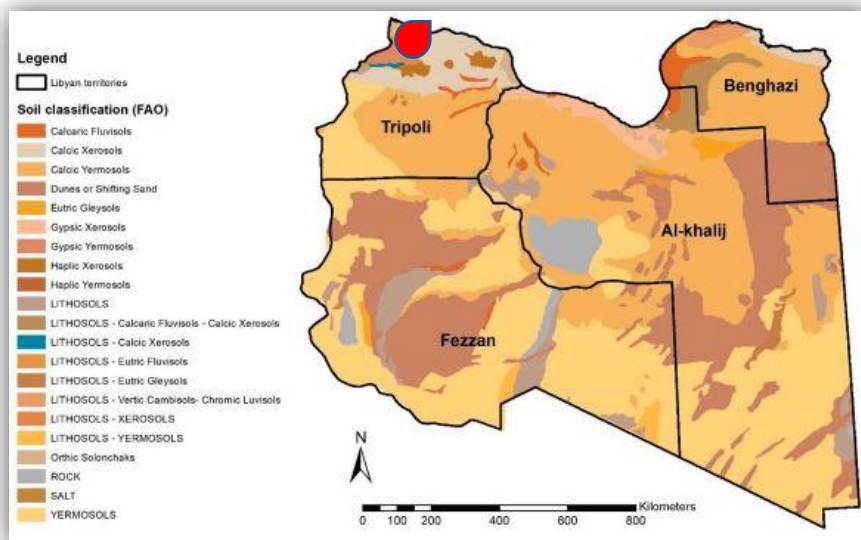 Legend
Libyan territories
Soil classification (FAO)
Calcaric Fluvisols
Calcic Xerosols
Calcic Yermosols
Dunes or Shifting Sand
Eutric Gleysols
Gypsic Xerosols
Gypsic Yermosols
Haplic Xerosols
Haplic Yermosols
LITHOSOLS
LITHOSOLS - Calcaric Fluvisols - Calcic Xerosols
LITHOSOLS - Calcic Xerosols
LITHOSOLS - Eutric Fluvisols
LITHOSOLS - Eutric Gleysols
LITHOSOLS - Vertic Cambisols- Chromic Luvisols
LITHOSOLS - XEROSOLS
LITHOSOLS - YERMOSOLS
Orthic Solonchaks
ROCK
SALT
YERMOSOLS
Benghazi
Tripoli
Al-khalij
Fezzan
N
Kilometers
0 100 200 400 600 800